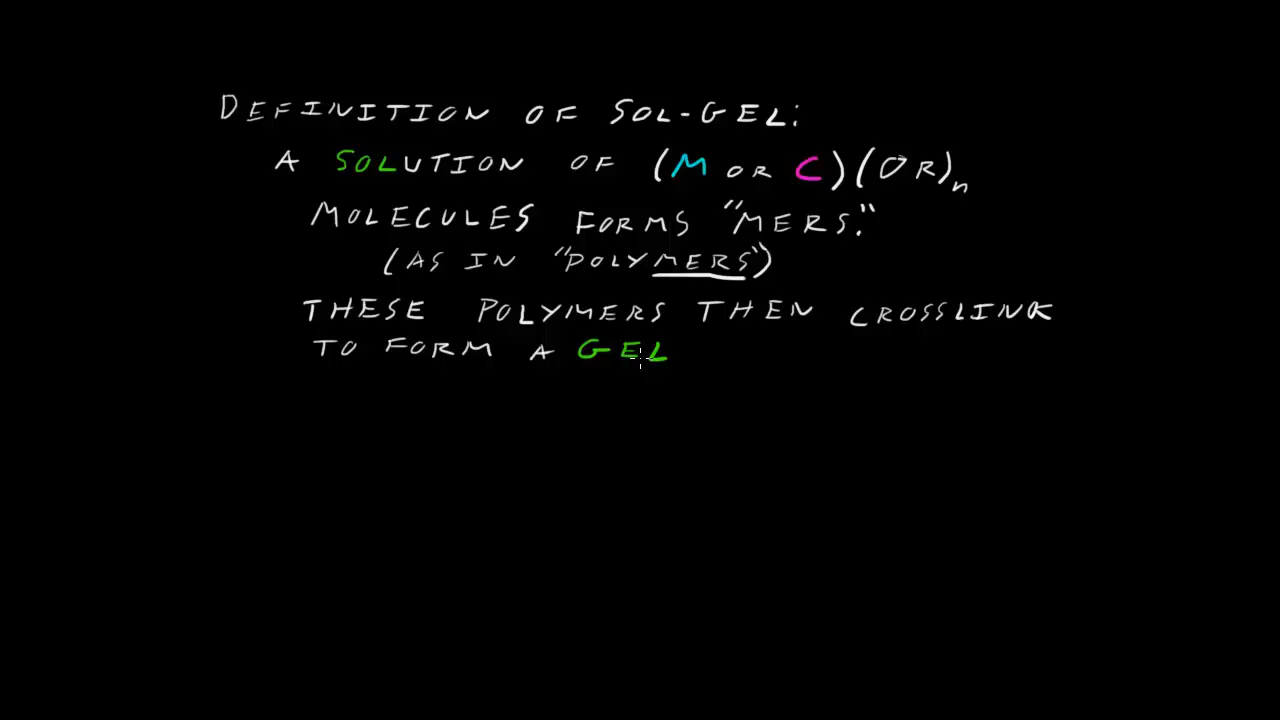 DEFINITION OF SOL-GEL:
A SOLUTION OF (M OR C)(OR)n
MOLECULES FORMS "MERS."
(AS IN "POLYMERS")
THESE POLYMERS THEN CROSSLINK
TO FORM A GEL